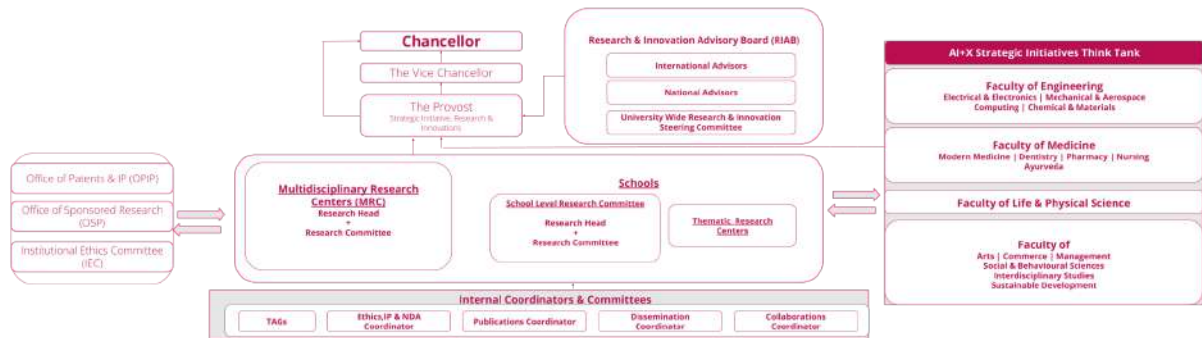 Chancellor
The Vice Chancellor
The Provost
Strategic Initiative, Research &
Innovations
Research & Innovation Advisory Board (RIAB)
International Advisors
National Advisors
University Wide Research & Innovation
Steering Committee
AI+X Strategic Initiatives Think Tank
Faculty of Engineering
Electrical & Electronics | Mechanical & Aerospace
Computing | Chemical & Materials
Faculty of Medicine
Modern Medicine | Dentistry | Pharmacy | Nursing
Ayurveda
Faculty of Life & Physical Science
Faculty of
Arts | Commerce | Management
Social & Behavioural Sciences
Interdisciplinary Studies
Sustainable Development
Office of Patents & IP (OPIP)
Office of Sponsored Research
(OSP)
Institutional Ethics Committee
(IEC)
Multidisciplinary Research
Centers (MRC)
Research Head
+
Research Committee
Schools
School Level Research Committee
Research Head
+
Research Committee
Thematic Research
Centers
Internal Coordinators & Committees
TAGs
Ethics,IP & NDA
Coordinator
Publications Coordinator
Dissemination
Coordinator
Collaborations
Coordinator